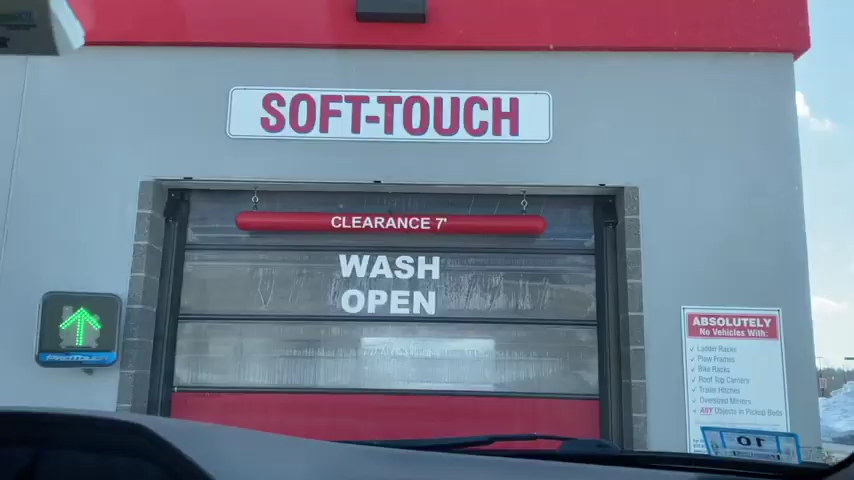 SOFT-TOUCH
CLEARANCE 7'
WASH
OPEN
PROTOUCH
ABSOLUTELY
No Vehicles With:
✓ Ladder Racks
✓ Plow Frames
✓ Bike Racks
✓ Roof Top Carriers
✓ Trailer Hitches
✓ Oversized Mirrors
✓ ANY Objects in Pickup Beds
10